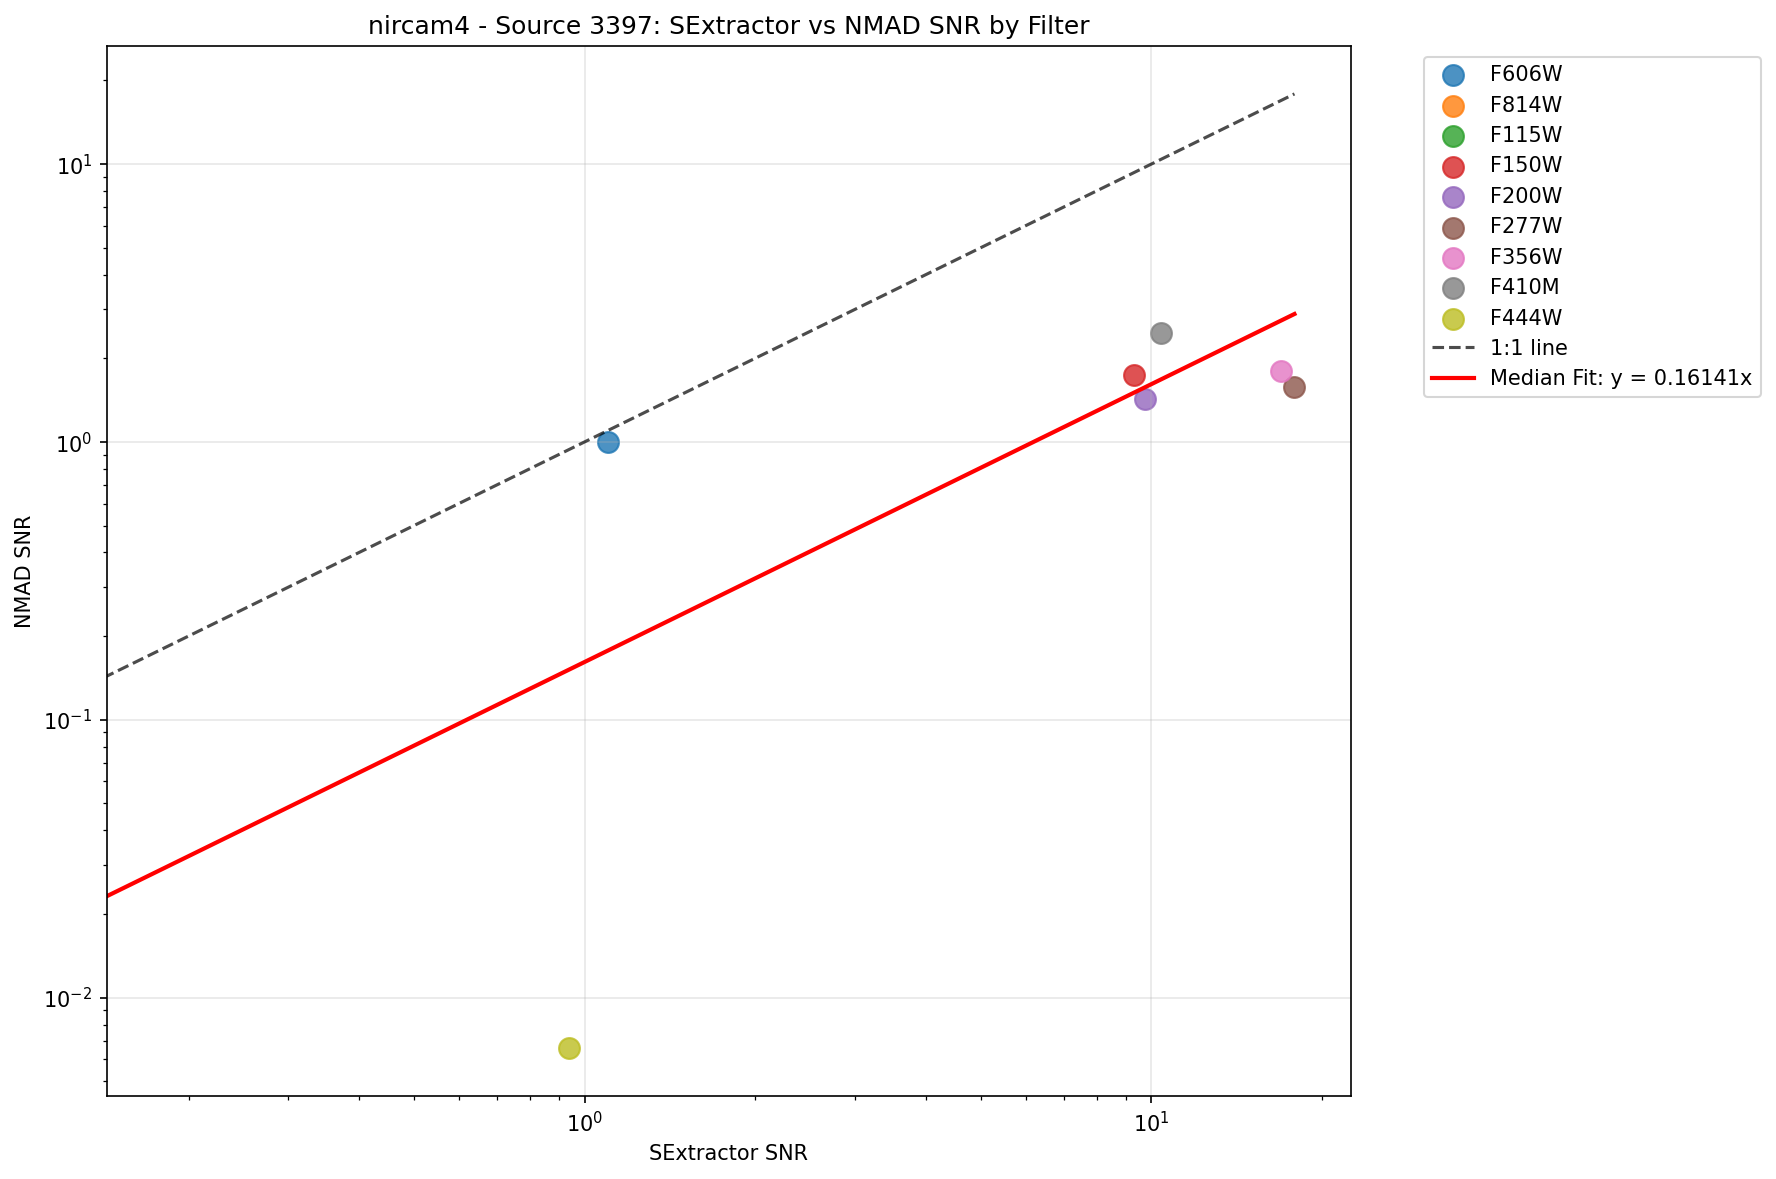 nircam4 - Source 3397: SExtractor vs NMAD SNR by Filter
NMAD SNR
10¹
10⁰
10⁻¹
10⁻²
10⁰
10¹
SExtractor SNR
F606W
F814W
F115W
F150W
F200W
F277W
F356W
F410M
F444W
1:1 line
Median Fit: y = 0.16141x